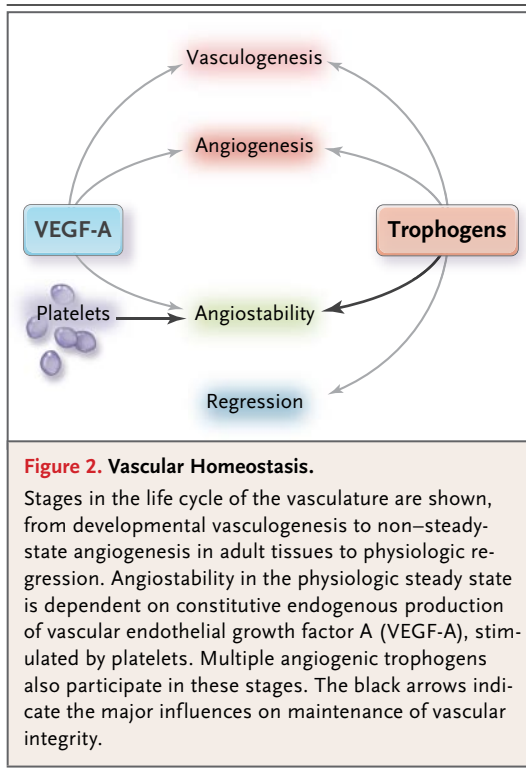 Vasculogenesis
Angiogenesis
VEGF-A
Trophogens
Platelets
Angiostability
Regression
Figure 2. Vascular Homeostasis.
Stages in the life cycle of the vasculature are shown,
from developmental vasculogenesis to non–steady-
state angiogenesis in adult tissues to physiologic re-
gression. Angiostability in the physiologic steady state
is dependent on constitutive endogenous production
of vascular endothelial growth factor A (VEGF-A), stim-
ulated by platelets. Multiple angiogenic trophogens
also participate in these stages. The black arrows indi-
cate the major influences on maintenance of vascular
integrity.